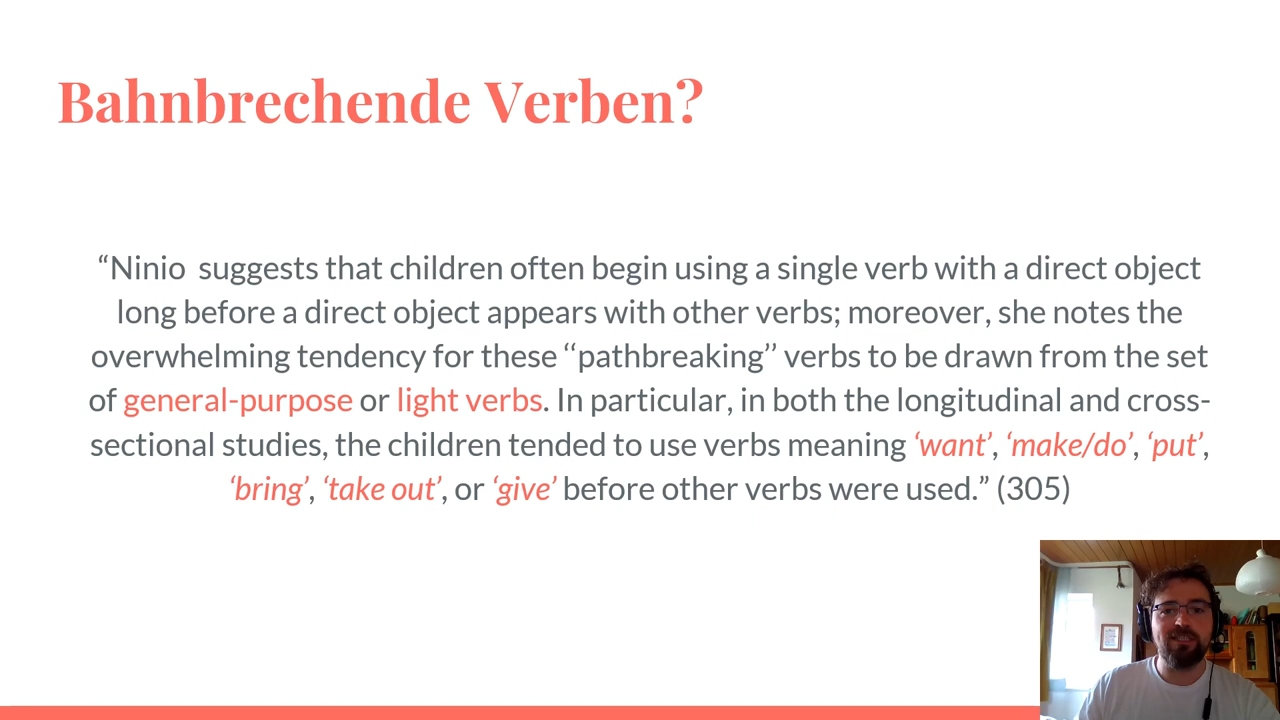 Bahnbrechende Verben?
“Ninio  suggests that children often begin using a single verb with a direct object
long before a direct object appears with other verbs; moreover, she notes the
overwhelming tendency for these ‘‘pathbreaking’’ verbs to be drawn from the set
of general-purpose or light verbs. In particular, in both the longitudinal and cross-
sectional studies, the children tended to use verbs meaning ‘want’, ‘make/do’, ‘put’,
‘bring’, ‘take out’, or ‘give’ before other verbs were used.” (305)